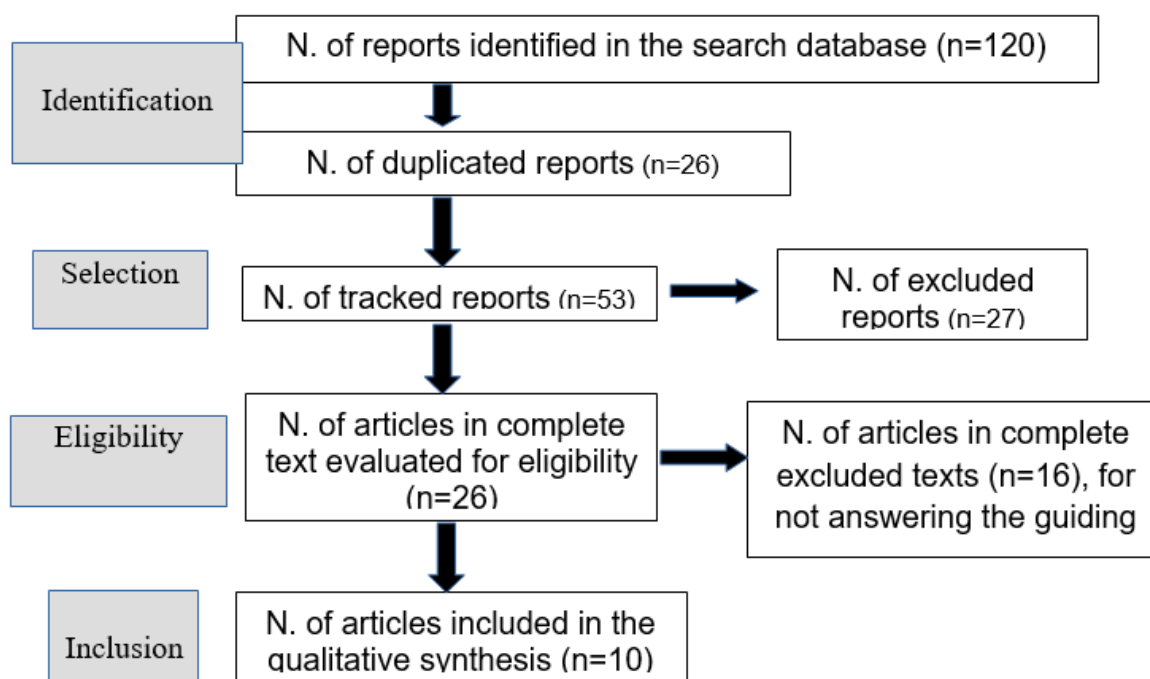 N. of reports identified in the search database (n=120)
Identification
N. of duplicated reports (n=26)
Selection
N. of tracked reports (n=53)
N. of excluded
reports (n=27)
Eligibility
N. of articles in complete
text evaluated for eligibility
(n=26)
N. of articles in complete
excluded texts (n=16), for
not answering the guiding
Inclusion
N. of articles included in the
qualitative synthesis (n=10)